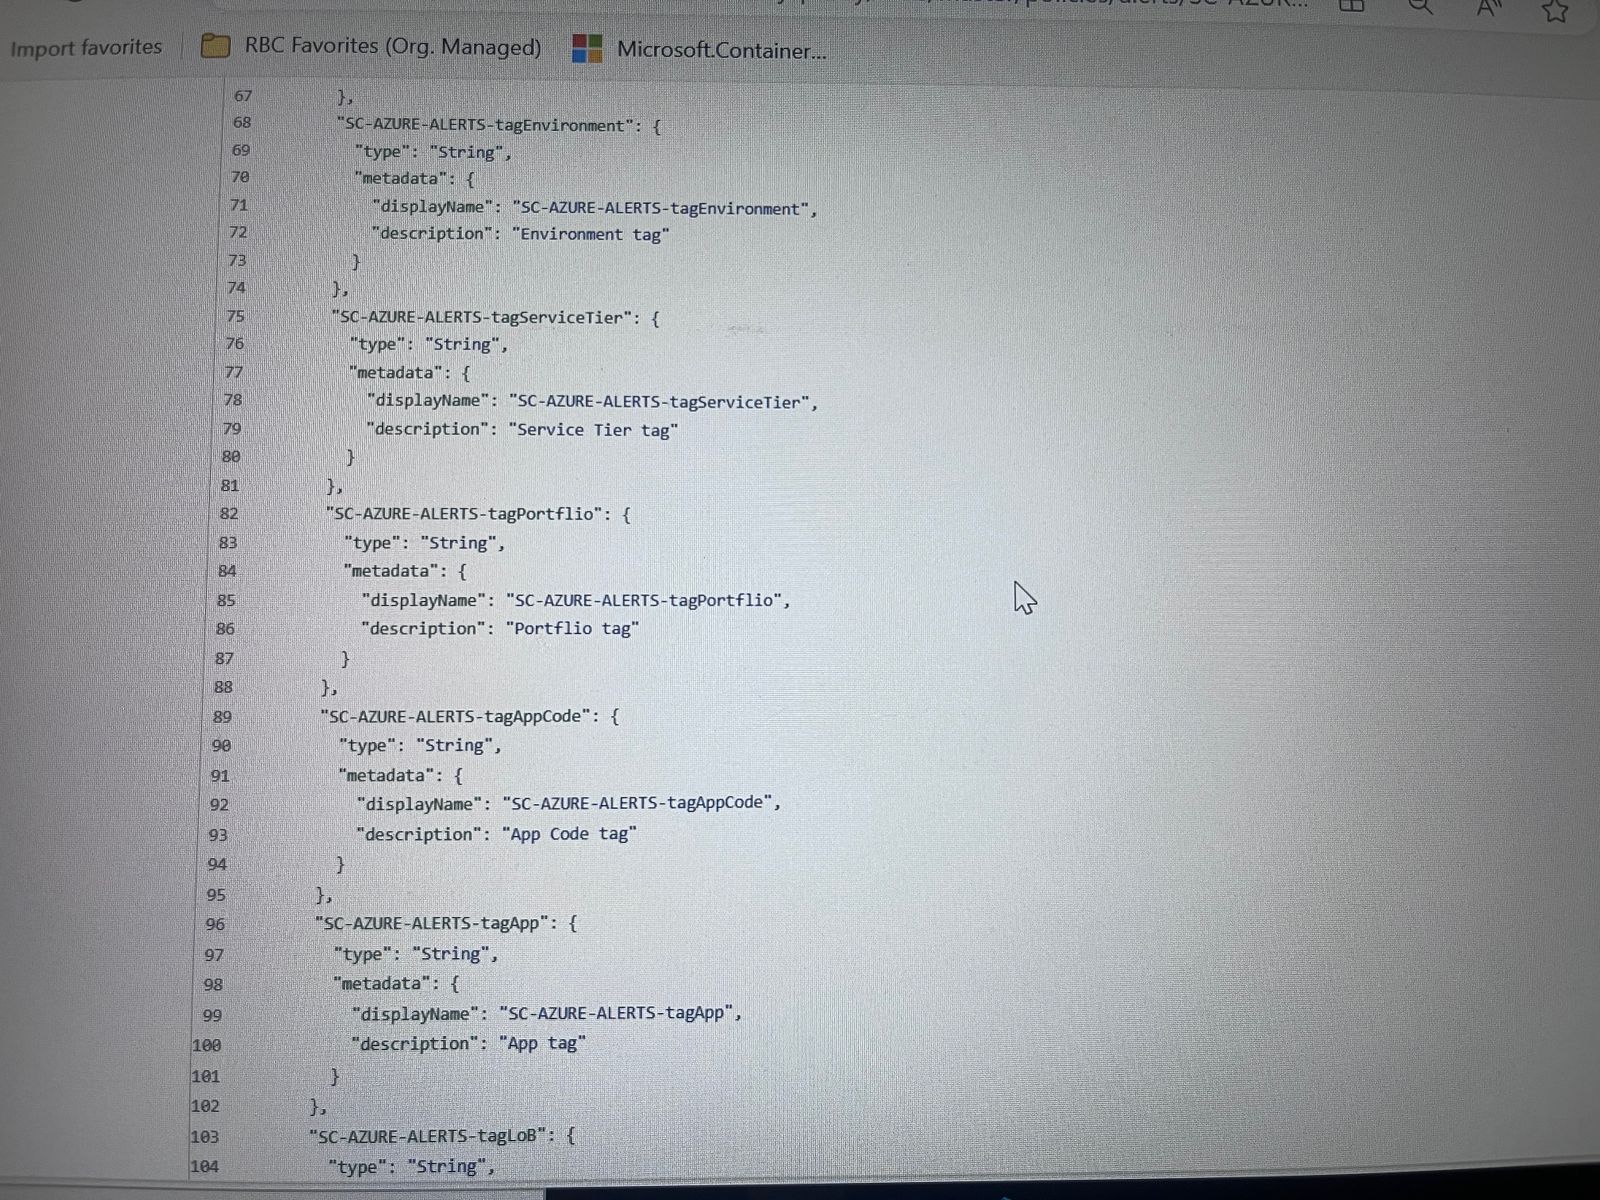 Import favorites RBC Favorites (Org. Managed) Microsoft.Container...
67 },
68 "SC-AZURE-ALERTS-tagEnvironment": {
69 "type": "String",
70 "metadata": {
71 "displayName": "SC-AZURE-ALERTS-tagEnvironment",
72 "description": "Environment tag"
73 }
74 },
75 "SC-AZURE-ALERTS-tagServiceTier": {
76 "type": "String",
77 "metadata": {
78 "displayName": "SC-AZURE-ALERTS-tagServiceTier",
79 "description": "Service Tier tag"
80 }
81 },
82 "SC-AZURE-ALERTS-tagPortflio": {
83 "type": "String",
84 "metadata": {
85 "displayName": "SC-AZURE-ALERTS-tagPortflio",
86 "description": "Portflio tag"
87 }
88 },
89 "SC-AZURE-ALERTS-tagAppCode": {
90 "type": "String",
91 "metadata": {
92 "displayName": "SC-AZURE-ALERTS-tagAppCode",
93 "description": "App Code tag"
94 }
95 },
96 "SC-AZURE-ALERTS-tagApp": {
97 "type": "String",
98 "metadata": {
99 "displayName": "SC-AZURE-ALERTS-tagApp",
100 "description": "App tag"
101 }
102 },
103 "SC-AZURE-ALERTS-tagLoB": {
104 "type": "String",